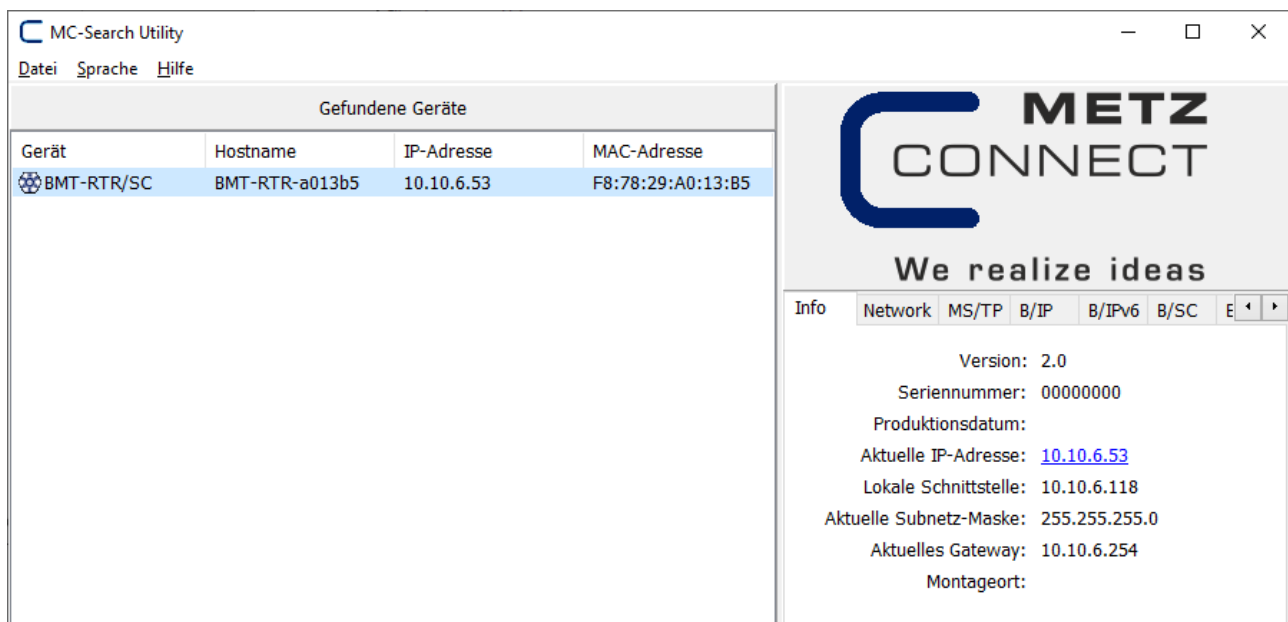 MC-Search Utility
Datei Sprache Hilfe
Gefundene Geräte
Gerät Hostname IP-Adresse MAC-Adresse
BMT-RTR/SC BMT-RTR-a013b5 10.10.6.53 F8:78:29:A0:13:B5
METZ
CONNECT
We realize ideas
Info Network MS/TP B/IP B/IPv6 B/SC
Version: 2.0
Seriennummer: 00000000
Produktionsdatum:
Aktuelle IP-Adresse: 10.10.6.53
Lokale Schnittstelle: 10.10.6.118
Aktuelle Subnetz-Maske: 255.255.255.0
Aktuelles Gateway: 10.10.6.254
Montageort: